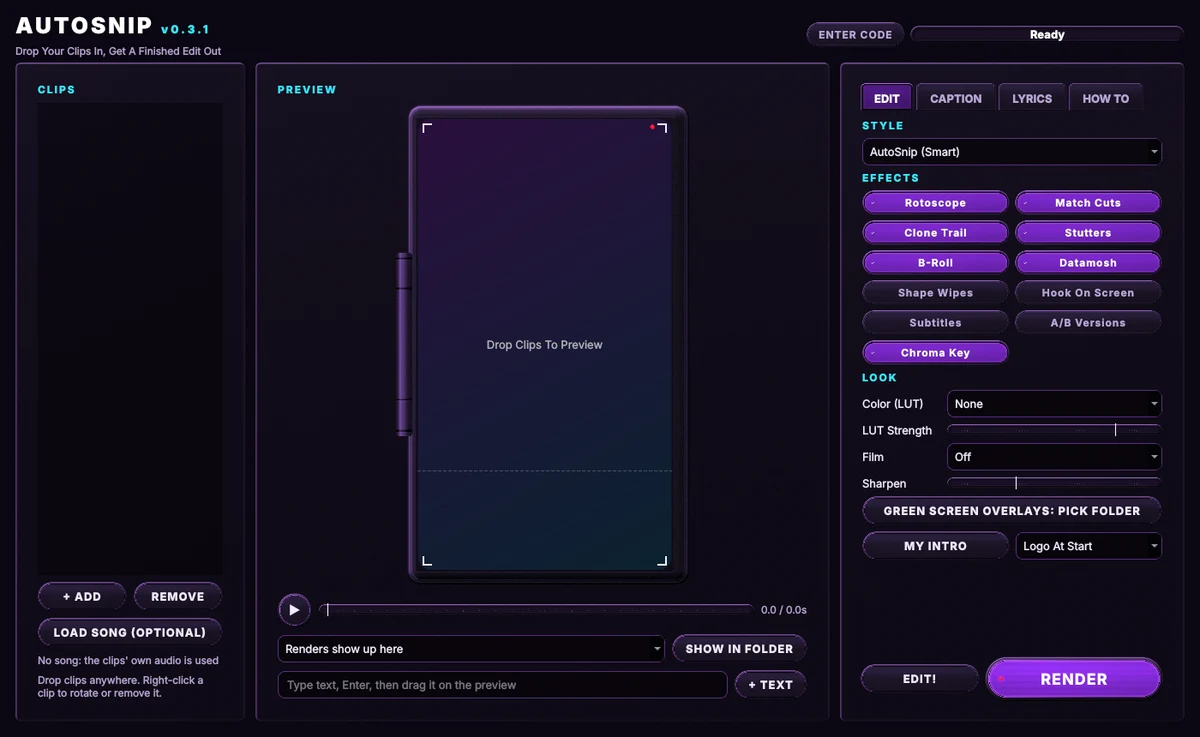 AUTOSNIP v0.3.1
Drop Your Clips In, Get A Finished Edit Out
ENTER CODE
Ready
CLIPS
+ ADD
REMOVE
LOAD SONG (OPTIONAL)
No song: the clips' own audio is used
Drop clips anywhere. Right-click a
clip to rotate or remove it.
PREVIEW
Drop Clips To Preview
0.0 / 0.0s
Renders show up here
SHOW IN FOLDER
Type text, Enter, then drag it on the preview
+ TEXT
EDIT
CAPTION
LYRICS
HOW TO
STYLE
AutoSnip (Smart)
EFFECTS
Rotoscope
Match Cuts
Clone Trail
Stutters
B-Roll
Datamosh
Shape Wipes
Hook On Screen
Subtitles
A/B Versions
Chroma Key
LOOK
Color (LUT)
None
LUT Strength
Film
Off
Sharpen
GREEN SCREEN OVERLAYS: PICK FOLDER
MY INTRO
Logo At Start
EDIT!
RENDER